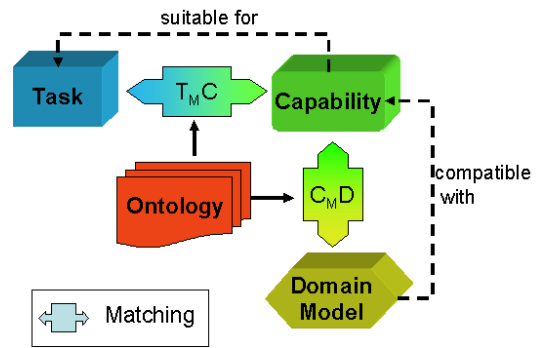 suitable for
Task
TMC
Capability
compatible
with
Ontology
CMD
Domain
Model
Matching